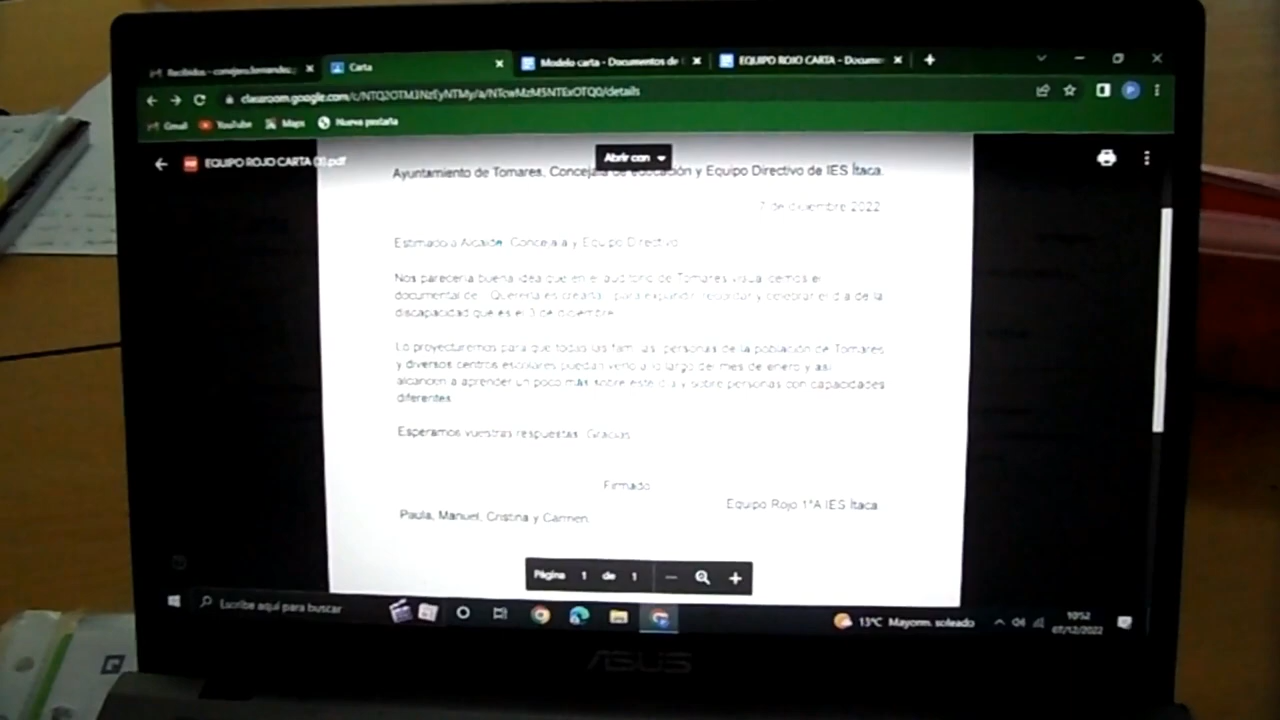 Carta
Modelo carta - Documentos de
EQUIPO ROJO CARTA - Docume
classroom.google.com
/details
Gmail YouTube Maps Nueva pestaña
EQUIPO ROJO CARTA (3).pdf
Abrir con
Ayuntamiento de Tomares, Concejalía de educación y Equipo Directivo de IES Ítaca.
7 de diciembre 2022
Estimado/a Alcalde, Concejala y Equipo Directivo
Nos parecería buena idea que en el auditorio de Tomares visualicemos el
documental de para expandir, recordar y celebrar el día de la
discapacidad que es el 3 de diciembre
Lo proyectaremos para que todas las familias, personas de la población de Tomares
y diversos centros escolares puedan verlo a lo largo del mes de enero y así
alcancen a aprender un poco más sobre este día y sobre personas con capacidades
diferentes
Esperamos vuestras respuestas. Gracias
Firmado
Equipo Rojo 1ºA IES Ítaca
Paula, Manuel, Cristina y Carmen.
Página 1 de 1
Escribe aquí para buscar
13°C Mayorm. soleado
10:52
07/12/2022
ASUS